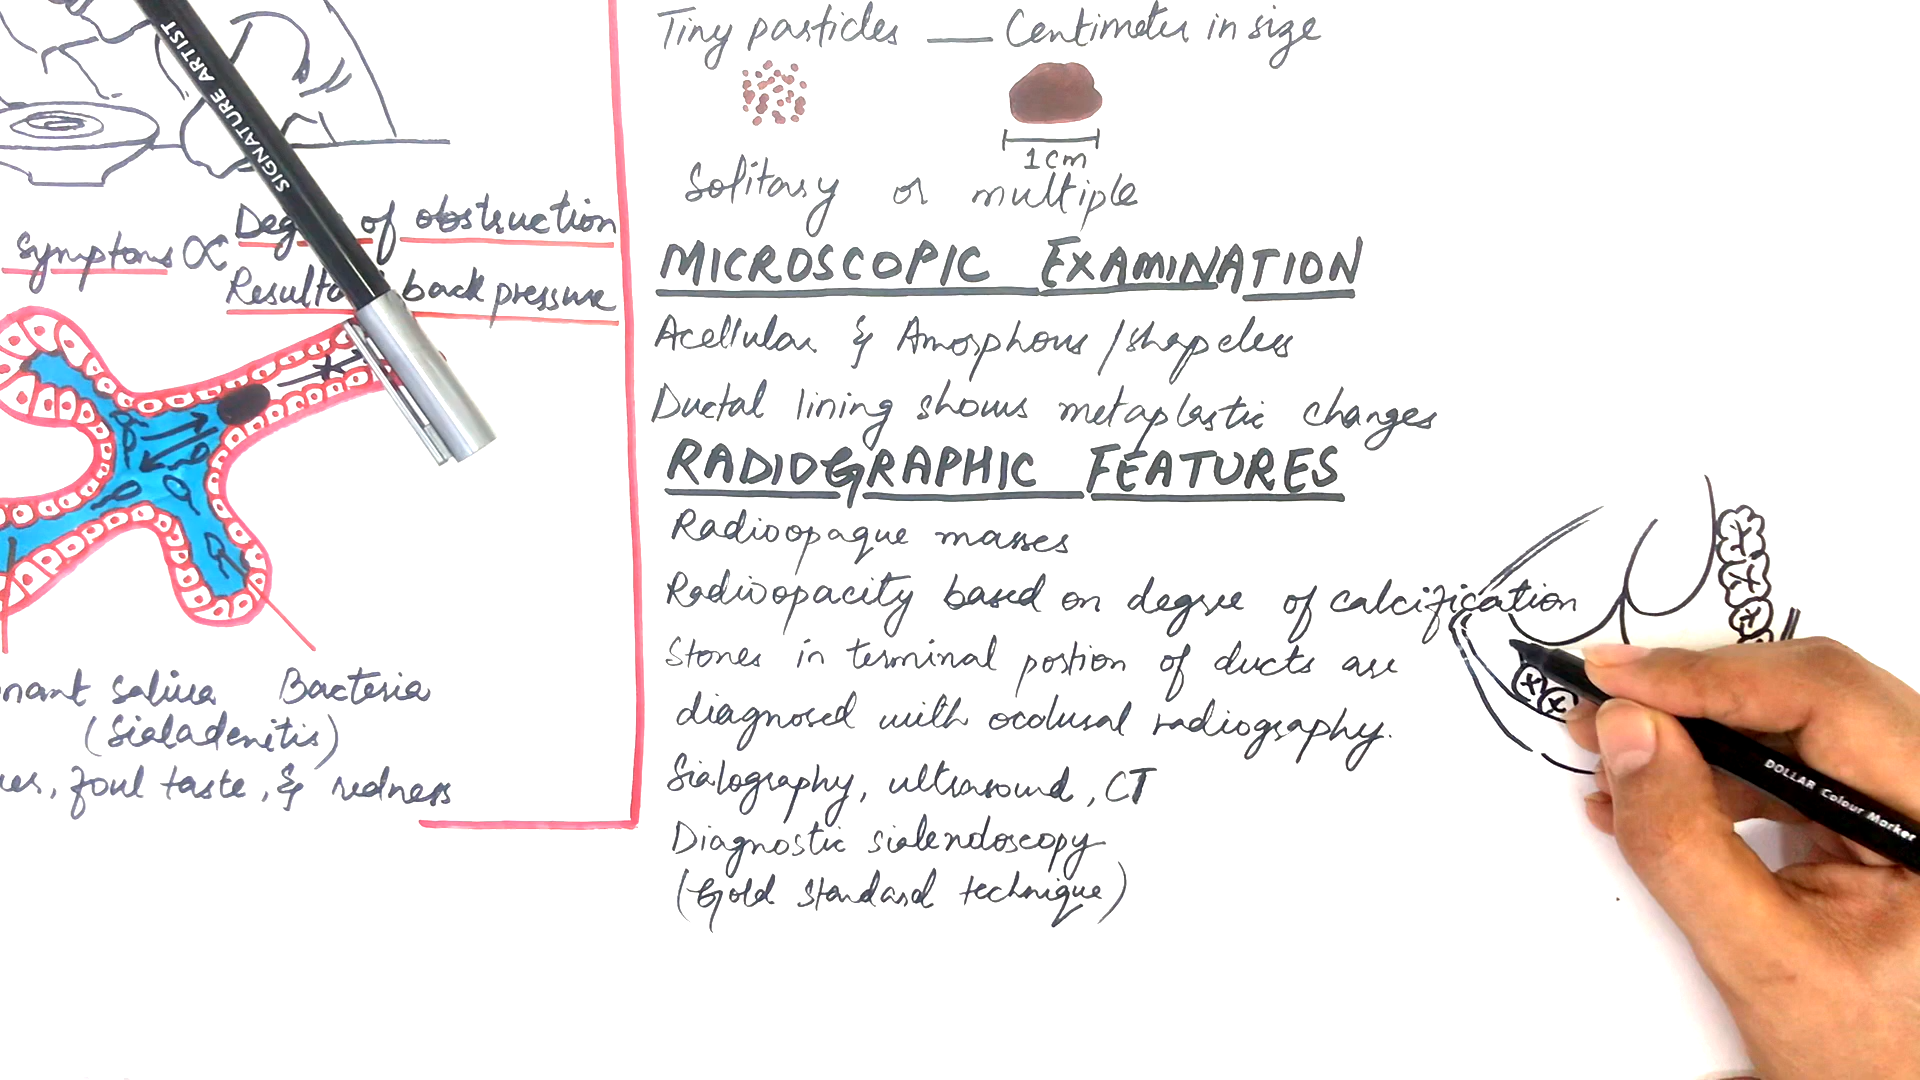 SIGNATURE ARTIST
symptoms ∝
of obstruction
back pressure
saliva Bacteria
(Sialadenitis)
foul taste, & redness
Tiny particles — Centimeter in size
1cm
Solitary or multiple
MICROSCOPIC EXAMINATION
Acellular & Amorphous/shapeless
Ductal lining shows metaplastic changes
RADIOGRAPHIC FEATURES
Radioopaque masses
Radioopacity based on degree of calcification
Stones in terminal portion of ducts are
diagnosed with occlusal radiography.
Sialography, ultrasound, CT
Diagnostic sialendoscopy
(Gold standard technique)
DOLLAR Colour Marker